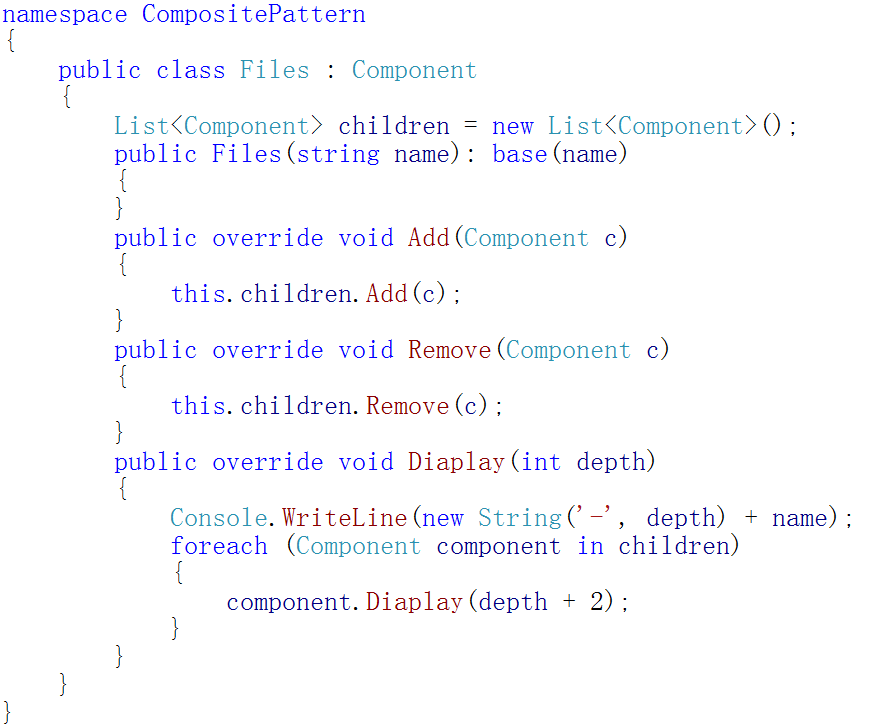 namespace CompositePattern
{
    public class Files : Component
    {
        List<Component> children = new List<Component>();
        public Files(string name): base(name)
        {
        }
        public override void Add(Component c)
        {
            this.children.Add(c);
        }
        public override void Remove(Component c)
        {
            this.children.Remove(c);
        }
        public override void Diaplay(int depth)
        {
            Console.WriteLine(new String('-', depth) + name);
            foreach (Component component in children)
            {
                component.Diaplay(depth + 2);
            }
        }
    }
}